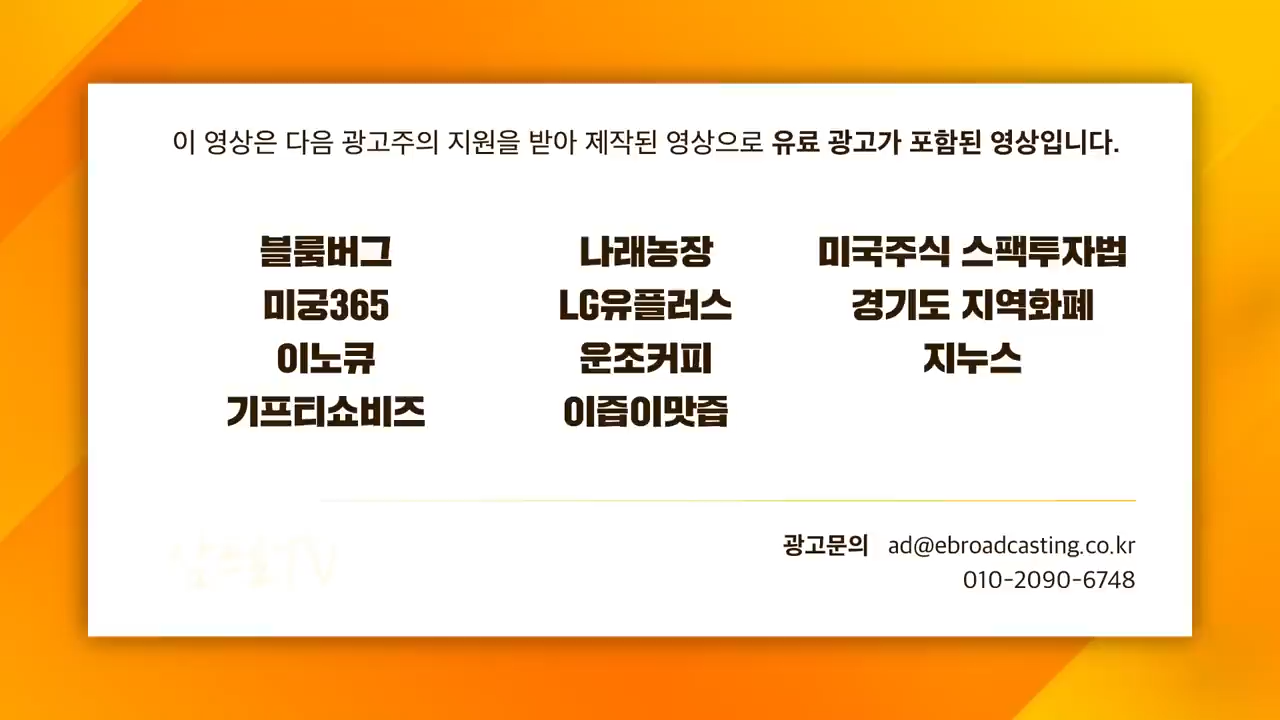 이 영상은 다음 광고주의 지원을 받아 제작된 영상으로 유료 광고가 포함된 영상입니다.
블룸버그 나래농장 미국주식 스팩투자법
미궁365 LG유플러스 경기도 지역화폐
이노큐 운조커피 지누스
기프티쇼비즈 이즙이맛즙
광고문의 ad@ebroadcasting.co.kr
010-2090-6748